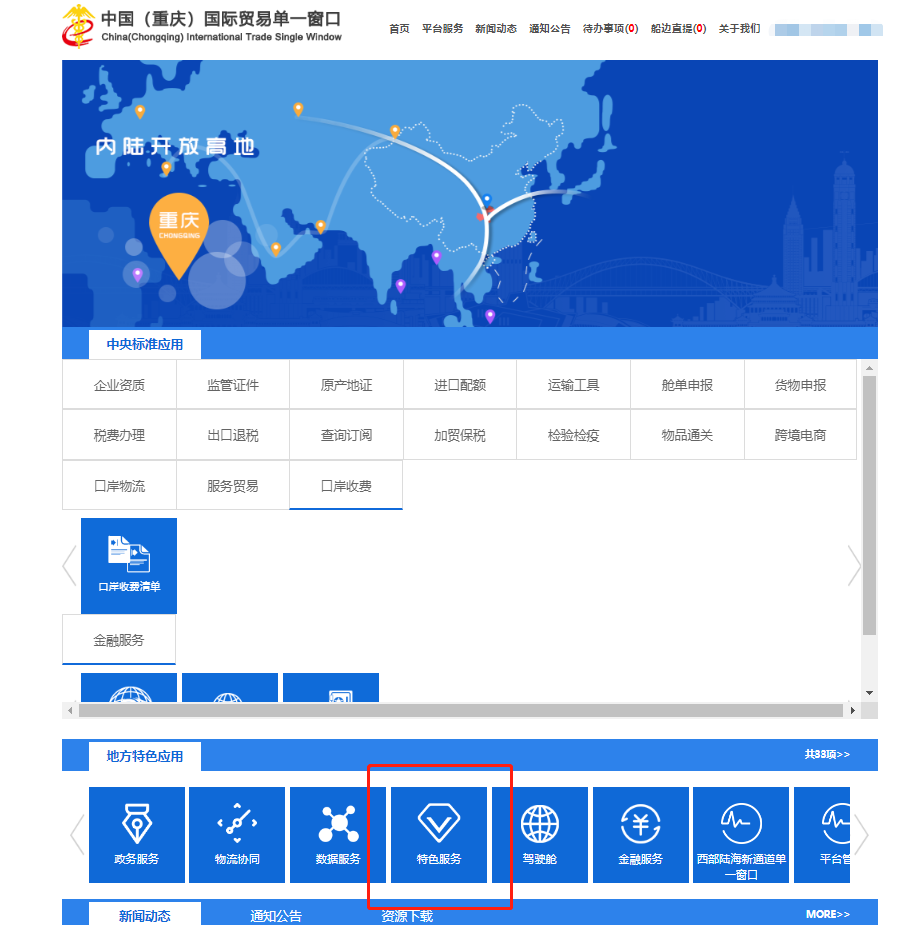 中国（重庆）国际贸易单一窗口
China(Chongqing) International Trade Single Window
首页 平台服务 新闻动态 通知公告 待办事项(0) 船边直提(0) 关于我们
内陆开放高地
重庆
CHONGQING
中央标准应用
企业资质 监管证件 原产地证 进口配额 运输工具 舱单申报 货物申报
税费办理 出口退税 查询订阅 加贸保税 检验检疫 物品通关 跨境电商
口岸物流 服务贸易 口岸收费
口岸收费清单
金融服务
地方特色应用 共33项>>
政务服务 物流协同 数据服务 特色服务 驾驶舱 金融服务 西部陆海新通道单 平台管
一窗口
新闻动态 通知公告 资源下载 MORE>>